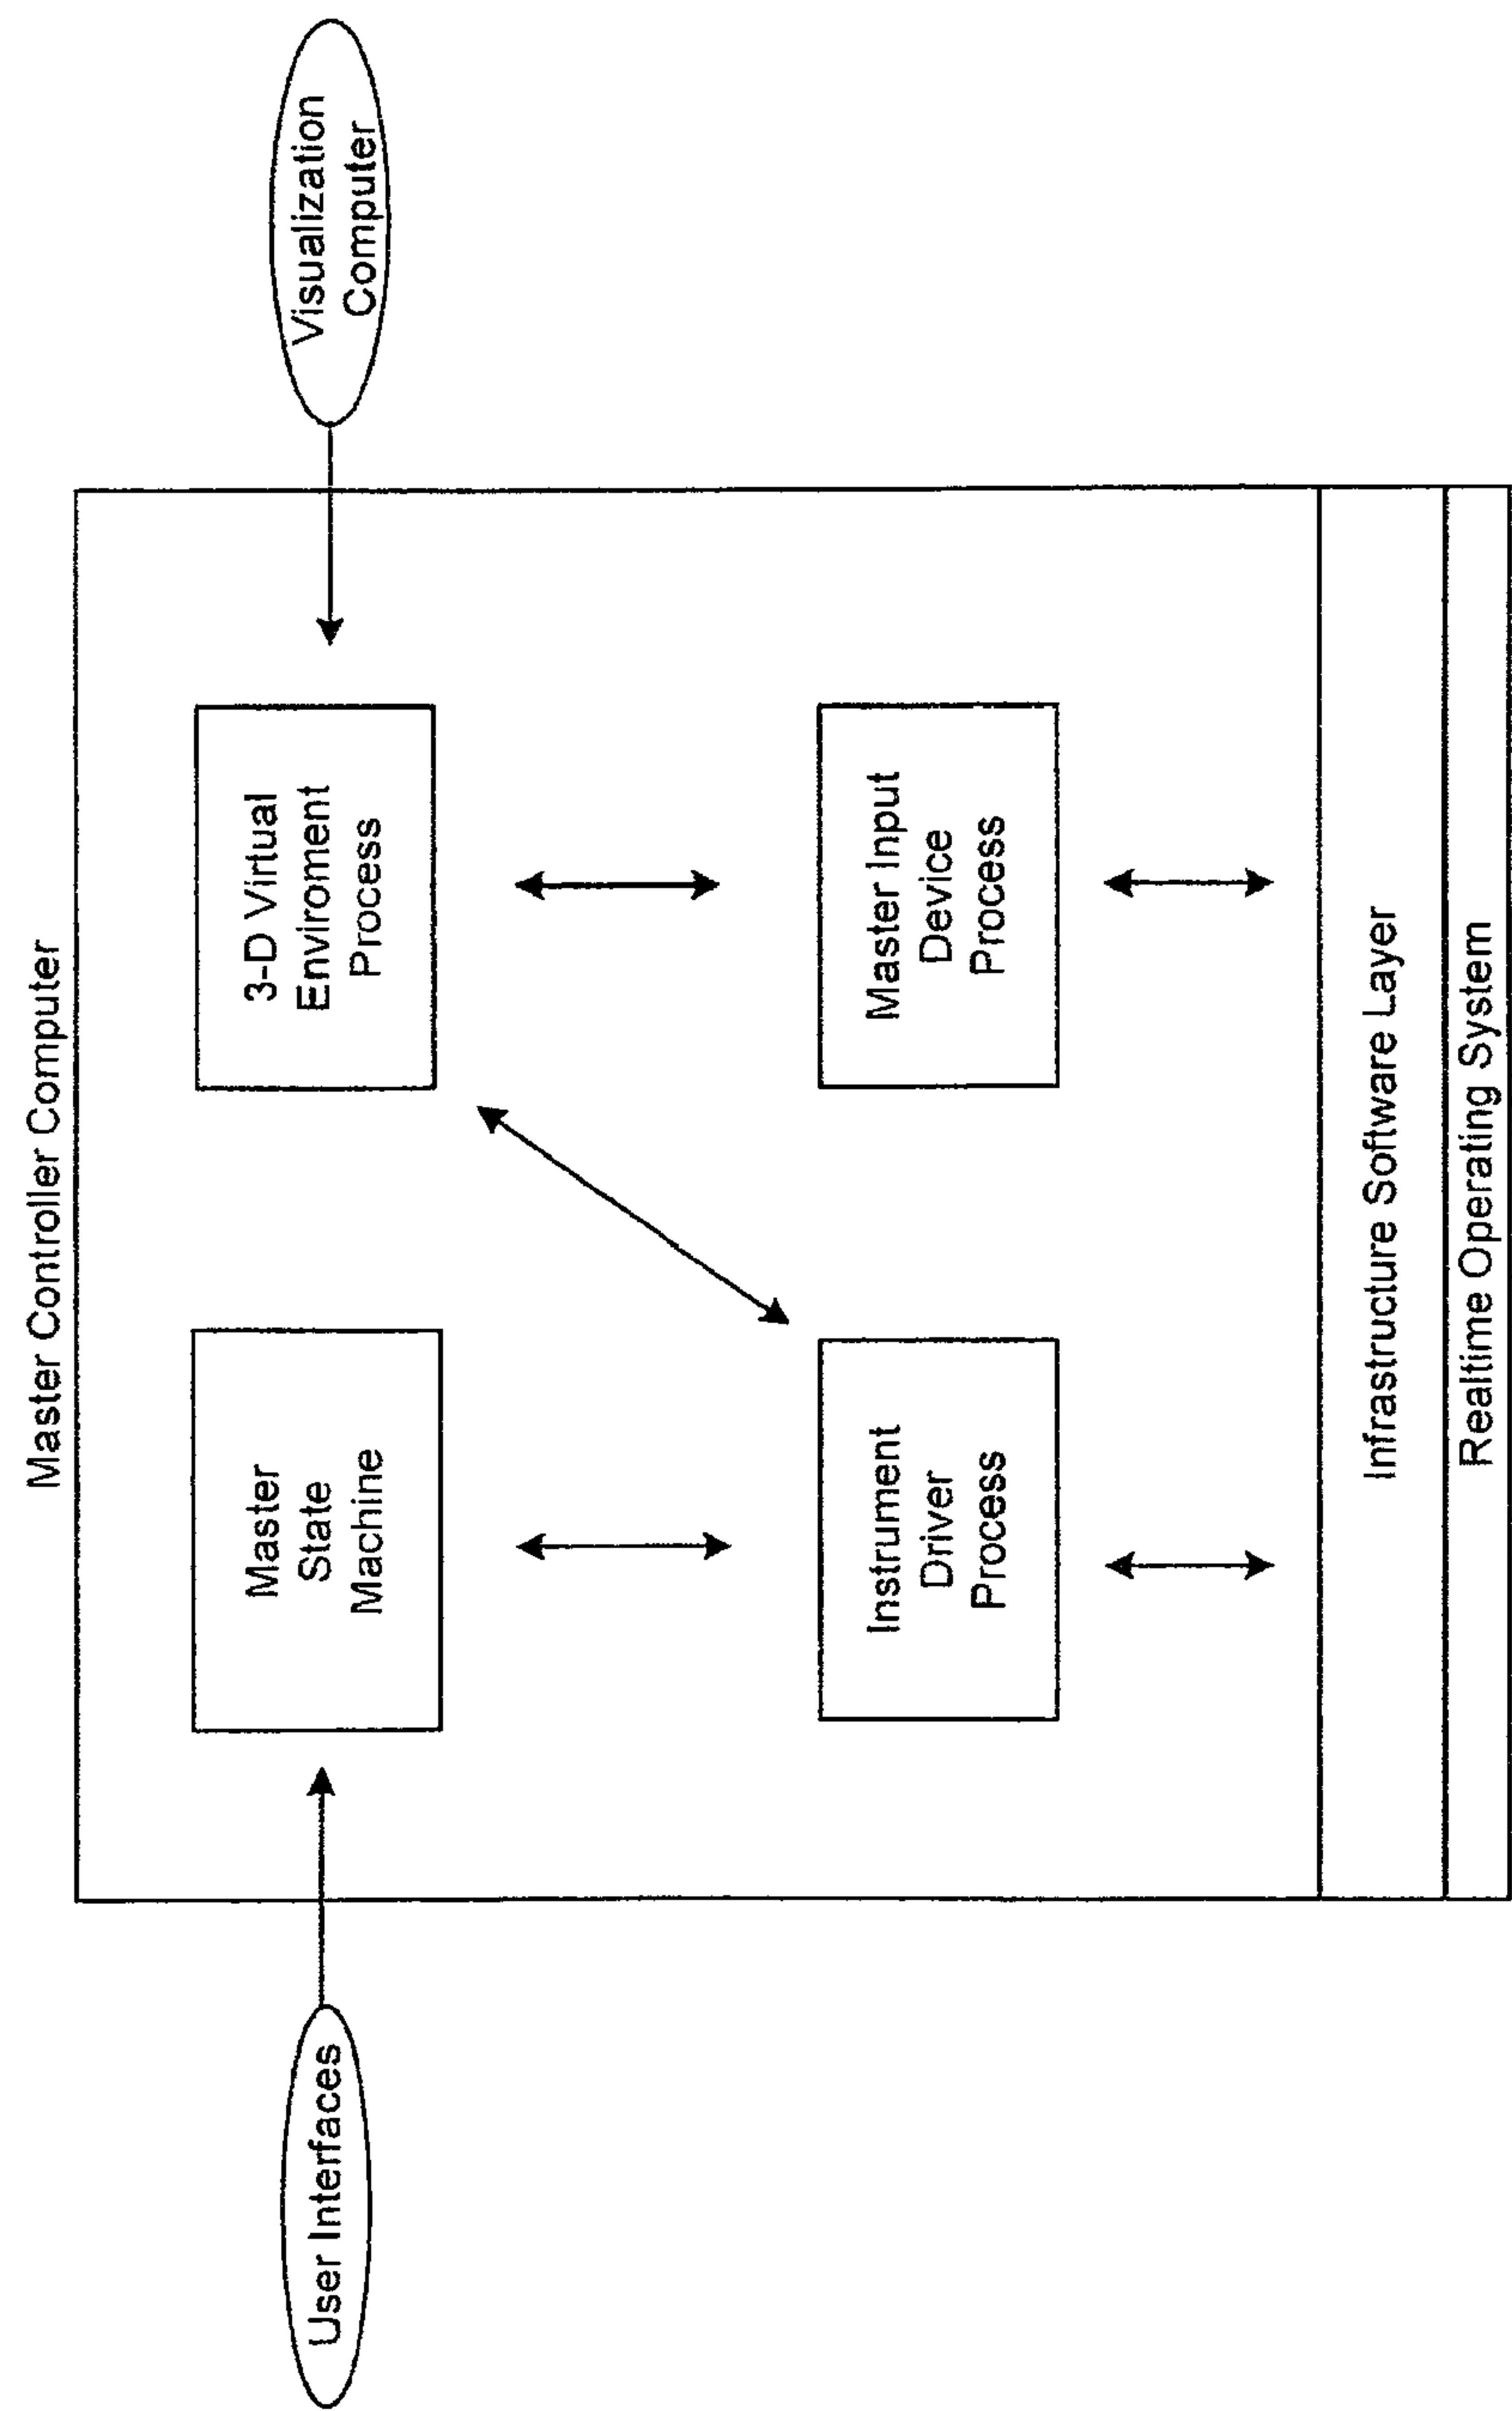 Master Controller Computer
User Interfaces
Master
State
Machine
3-D Virtual
Enviroment
Process
Visualization
Computer
Instrument
Driver
Process
Master Input
Device
Process
Infrastructure Software Layer
Realtime Operating System